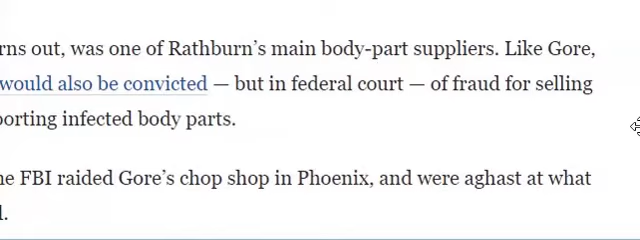 rns out, was one of Rathburn’s main body-part suppliers. Like Gore,
would also be convicted — but in federal court — of fraud for selling
porting infected body parts.
ne FBI raided Gore’s chop shop in Phoenix, and were aghast at what
l.